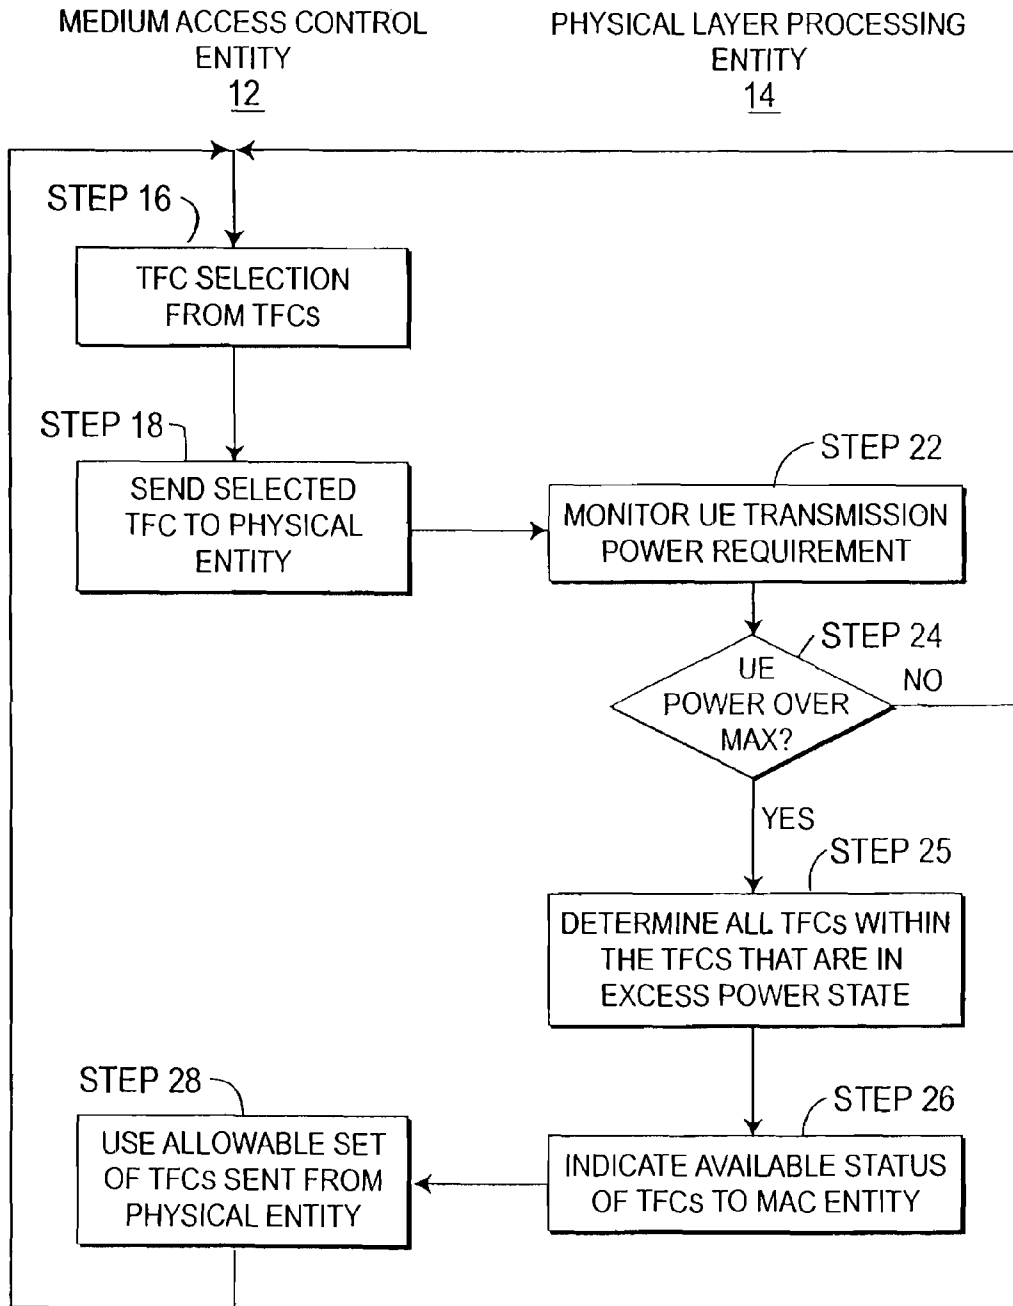 MEDIUM ACCESS CONTROL
ENTITY
12
PHYSICAL LAYER PROCESSING
ENTITY
14
STEP 16
TFC SELECTION
FROM TFCs
STEP 18
SEND SELECTED
TFC TO PHYSICAL
ENTITY
STEP 22
MONITOR UE TRANSMISSION
POWER REQUIREMENT
STEP 24
UE
POWER OVER
MAX?
NO
YES
STEP 25
DETERMINE ALL TFCs WITHIN
THE TFCS THAT ARE IN
EXCESS POWER STATE
STEP 26
INDICATE AVAILABLE STATUS
OF TFCs TO MAC ENTITY
STEP 28
USE ALLOWABLE SET
OF TFCs SENT FROM
PHYSICAL ENTITY